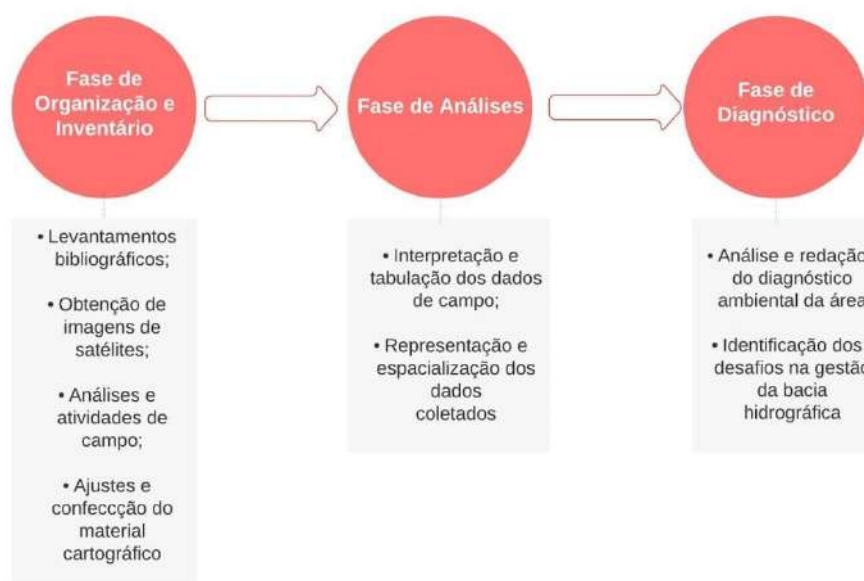 Fase de
Organização e
Inventário
• Levantamentos
bibliográficos;
• Obtenção de
imagens de
satélites;
• Análises e
atividades de
campo;
• Ajustes e
confeccção do
material
cartográfico
Fase de Análises
• Interpretação e
tabulação dos dados
de campo;
• Representação e
espacialização dos
dados
coletados
Fase de
Diagnóstico
• Análise e redação
do diagnóstico
ambiental da área
• Identificação dos
desafios na gestão
da bacia
hidrográfica